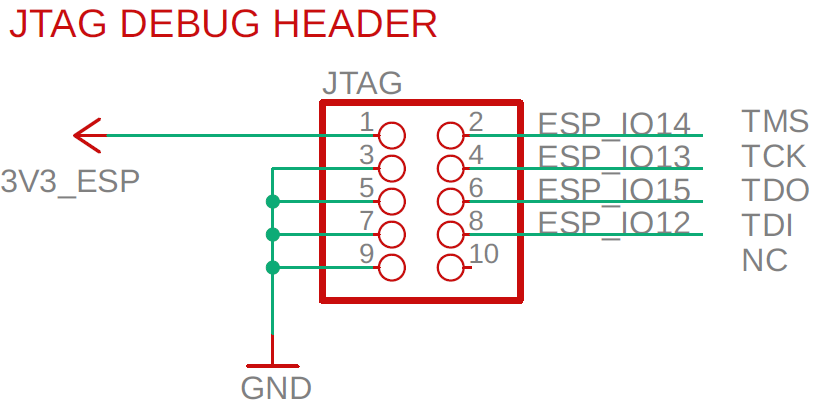 JTAG DEBUG HEADER
JTAG
1 2 ESP_IO14 TMS
3 4 ESP_IO13 TCK
3V3_ESP
5 6 ESP_IO15 TDO
7 8 ESP_IO12 TDI
9 10 NC
GND